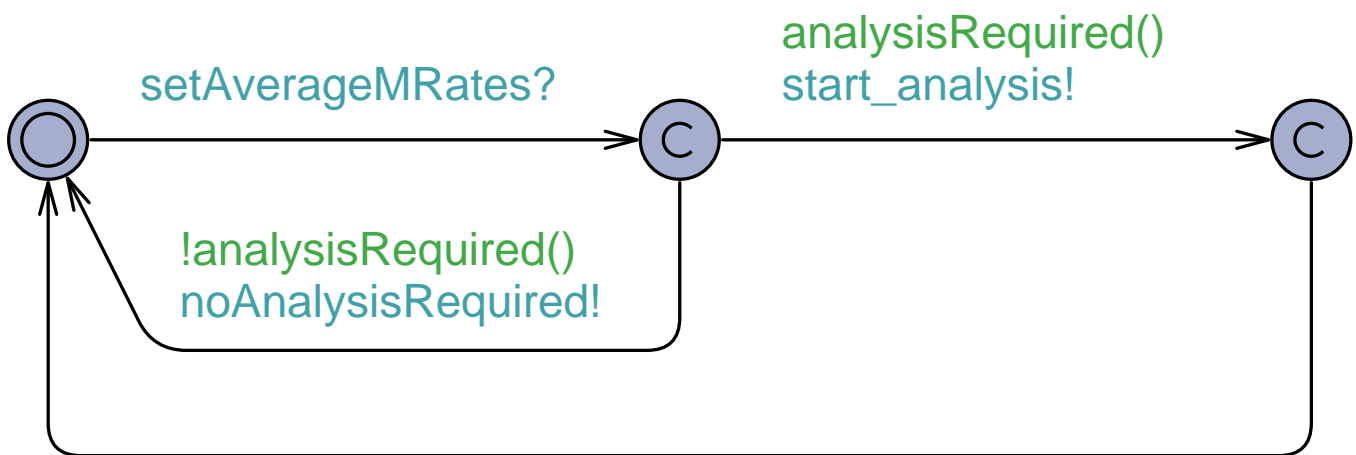 analysisRequired()
setAverageMRates?
start_analysis!
C
C
!analysisRequired()
noAnalysisRequired!